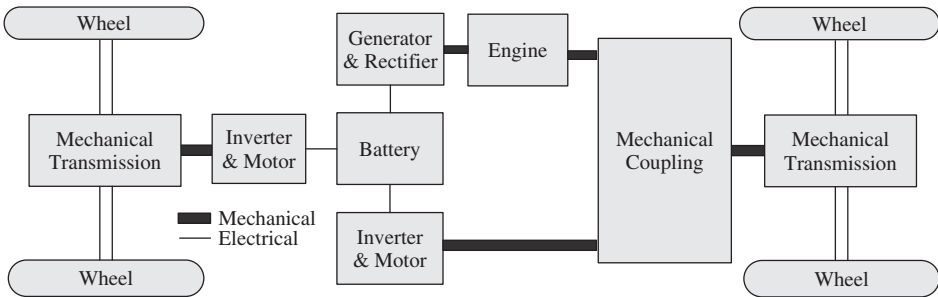 Wheel
Generator
& Rectifier
Engine
Wheel
Mechanical
Transmission
Inverter
& Motor
Battery
Mechanical
Coupling
Mechanical
Transmission
Mechanical
Electrical
Inverter
& Motor
Wheel
Wheel